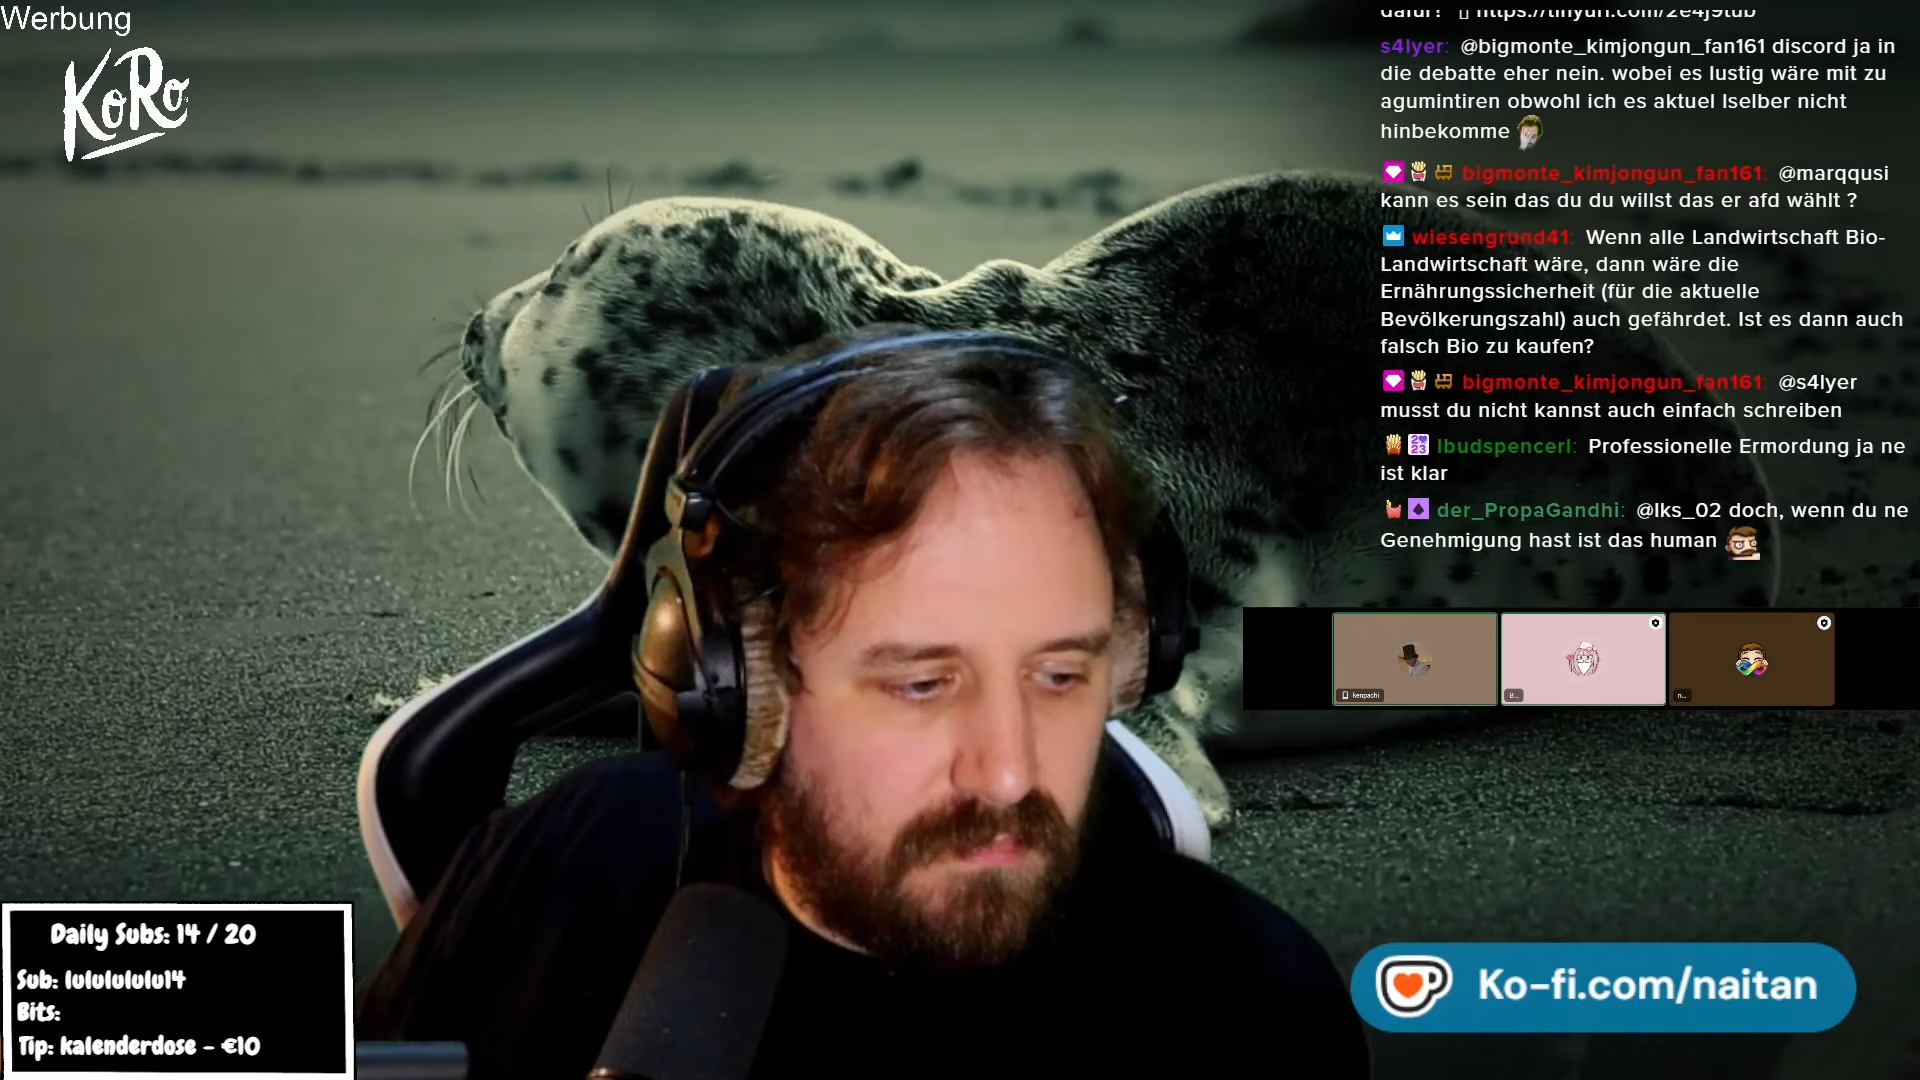 Werbung
KoRo
s4lyer: @bigmonte_kimjongun_fan161 discord ja in
die debatte eher nein. wobei es lustig wäre mit zu
agumintiren obwohl ich es aktuel lselber nicht
hinbekomme
bigmonte_kimjongun_fan161: @marqqusi
kann es sein das du du willst das er afd wählt ?
wiesengrund41: Wenn alle Landwirtschaft Bio-
Landwirtschaft wäre, dann wäre die
Ernährungssicherheit (für die aktuelle
Bevölkerungszahl) auch gefährdet. Ist es dann auch
falsch Bio zu kaufen?
bigmonte_kimjongun_fan161: @s4lyer
musst du nicht kannst auch einfach schreiben
lbudspencerl: Professionelle Ermordung ja ne
ist klar
der_PropaGandhi: @lks_02 doch, wenn du ne
Genehmigung hast ist das human
kenpachi
Daily Subs: 14 / 20
Sub: lulululululu14
Bits:
Tip: kalenderdose - €10
Ko-fi.com/naitan